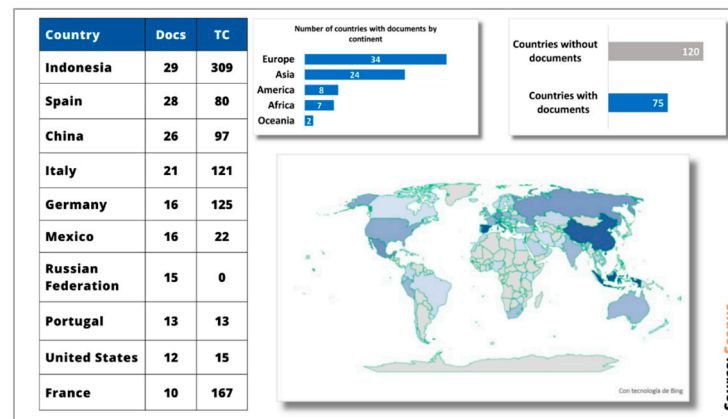 Country Docs TC
Indonesia 29 309
Spain 28 80
China 26 97
Italy 21 121
Germany 16 125
Mexico 16 22
Russian
Federation 15 0
Portugal 13 13
United States 12 15
France 10 167
Number of countries with documents by
continent
Europe 34
Asia 24
America 8
Africa 7
Oceania 2
Countries without
documents 120
Countries with
documents 75
Con tecnología de Bing